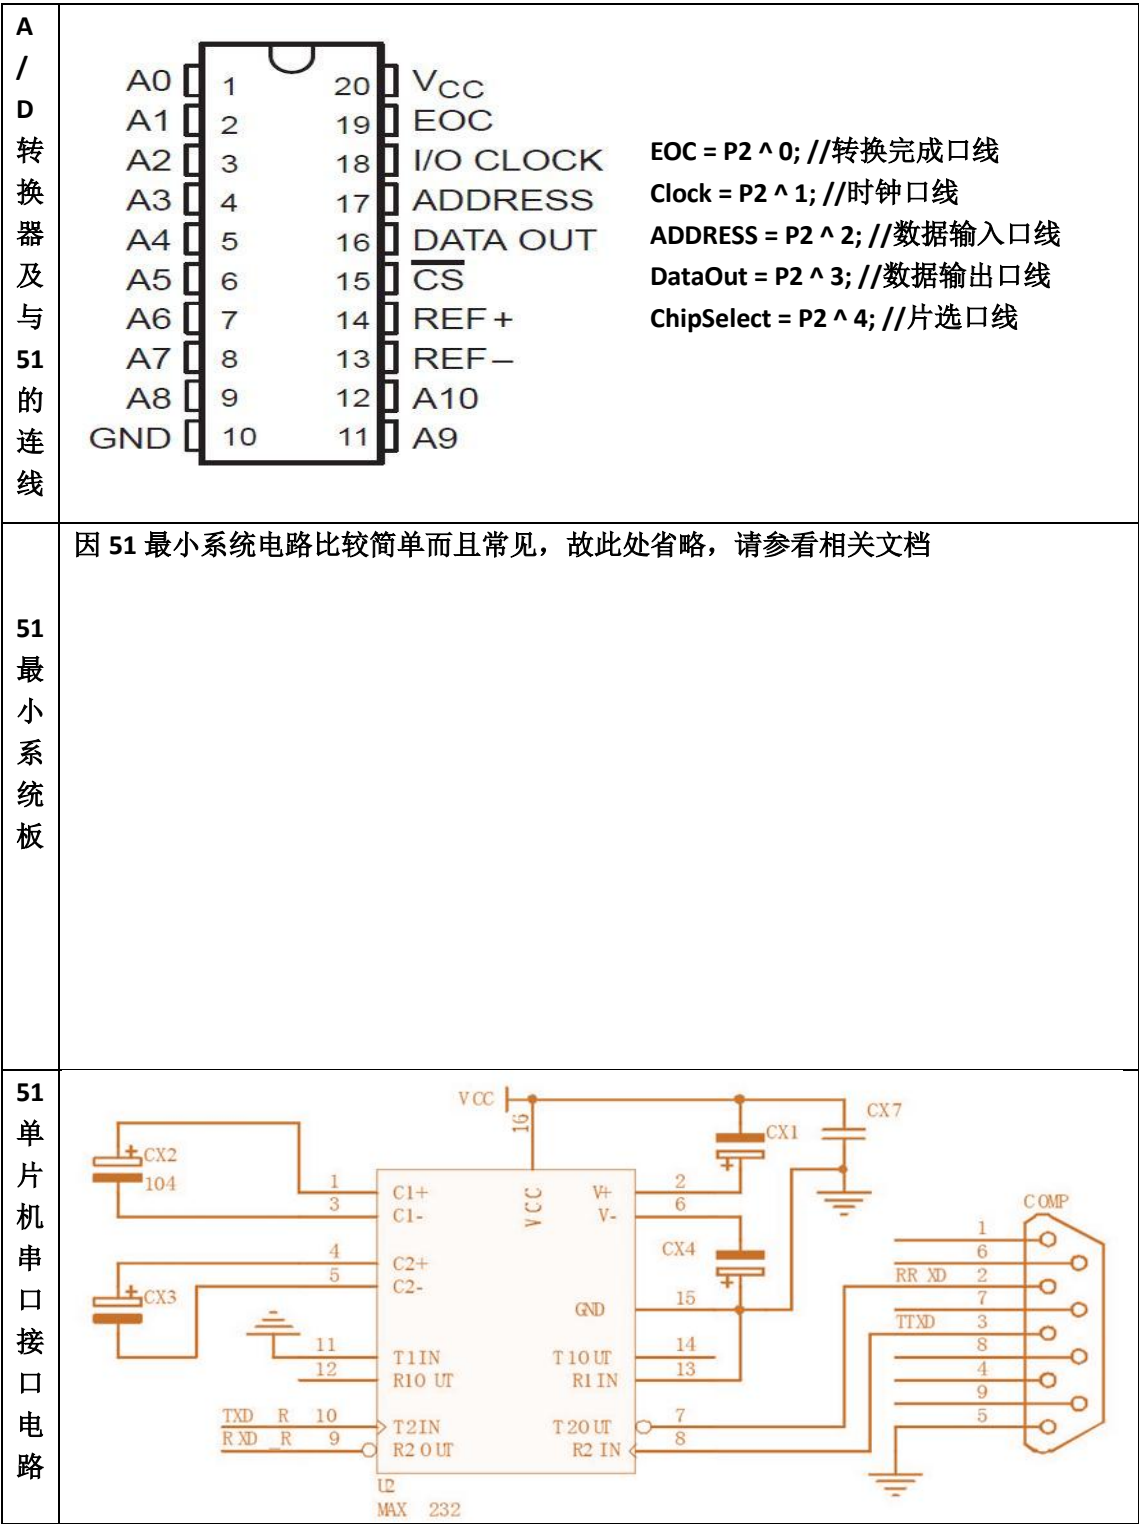 A
/
D
转
换
器
及
与
51
的
连
线
A0 1 20 VCC
A1 2 19 EOC
A2 3 18 I/O CLOCK
A3 4 17 ADDRESS
A4 5 16 DATA OUT
A5 6 15 CS
A6 7 14 REF+
A7 8 13 REF–
A8 9 12 A10
GND 10 11 A9
EOC = P2 ^ 0; //转换完成口线
Clock = P2 ^ 1; //时钟口线
ADDRESS = P2 ^ 2; //数据输入口线
DataOut = P2 ^ 3; //数据输出口线
ChipSelect = P2 ^ 4; //片选口线
51
最
小
系
统
板
因 51 最小系统电路比较简单而且常见，故此处省略，请参看相关文档
51
单
片
机
串
口
接
口
电
路
VCC
16
CX1
CX7
CX2
104
CX3
CX4
1 C1+
3 C1-
4 C2+
5 C2-
11 T1IN
12 R1OUT
TXD_R 10 T2IN
RXD_R 9 R2OUT
VCC
V+ 2
V- 6
GND 15
T1OUT 14
R1IN 13
T2OUT 7
R2IN 8
U2
MAX 232
COMP
1
6
RRXD 2
7
TTXD 3
8
4
9
5